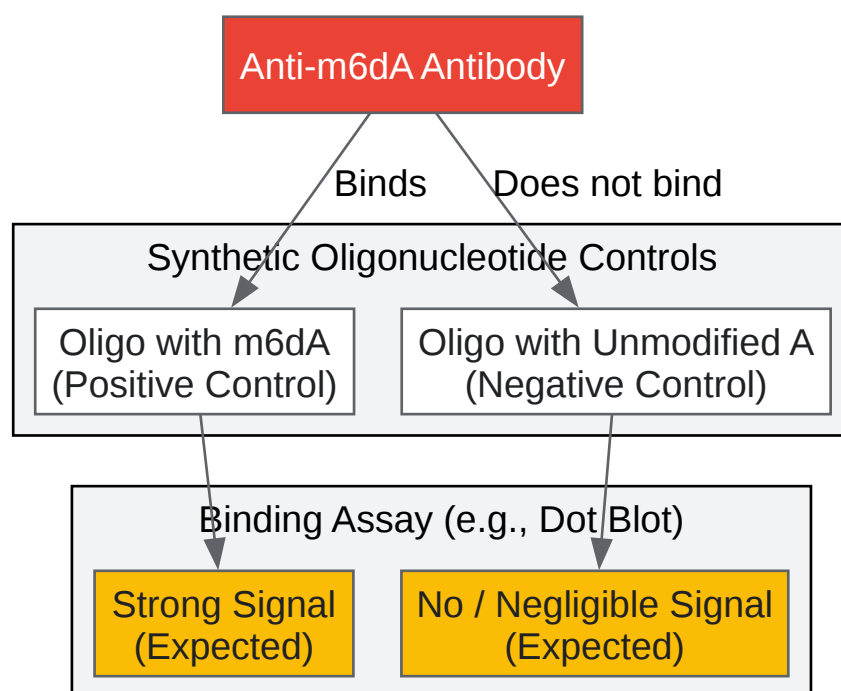 Anti-m6dA Antibody
Binds
Does not bind
Synthetic Oligonucleotide Controls
Oligo with m6dA
(Positive Control)
Oligo with Unmodified A
(Negative Control)
Binding Assay (e.g., Dot Blot)
Strong Signal
(Expected)
No / Negligible Signal
(Expected)